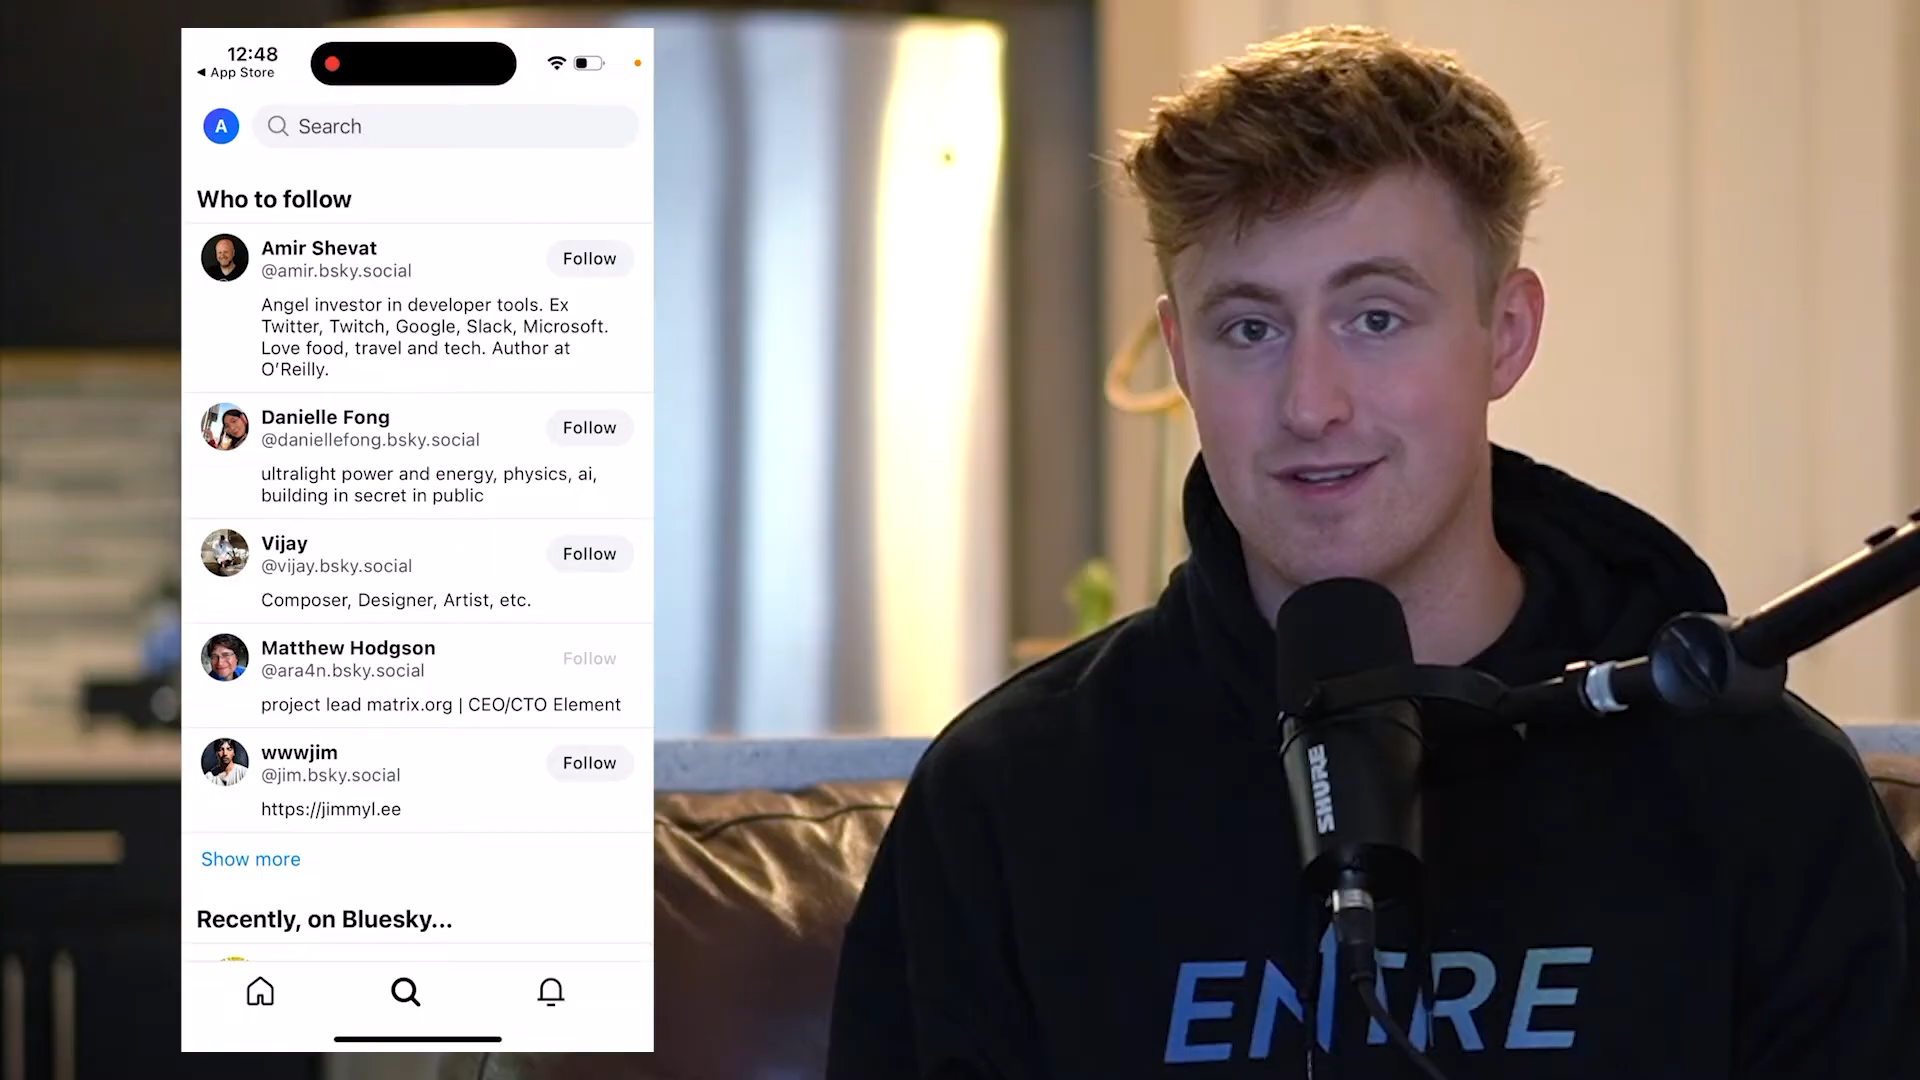 12:48
App Store
A
Search
Who to follow
Amir Shevat
Follow
@amir.bsky.social
Angel investor in developer tools. Ex
Twitter, Twitch, Google, Slack, Microsoft.
Love food, travel and tech. Author at
O’Reilly.
Danielle Fong
Follow
@daniellefong.bsky.social
ultralight power and energy, physics, ai,
building in secret in public
Vijay
Follow
@vijay.bsky.social
Composer, Designer, Artist, etc.
Matthew Hodgson
Follow
@ara4n.bsky.social
project lead matrix.org | CEO/CTO Element
wwwjim
Follow
@jim.bsky.social
https://jimmyl.ee
Show more
Recently, on Bluesky...
SHURE
ENTRE